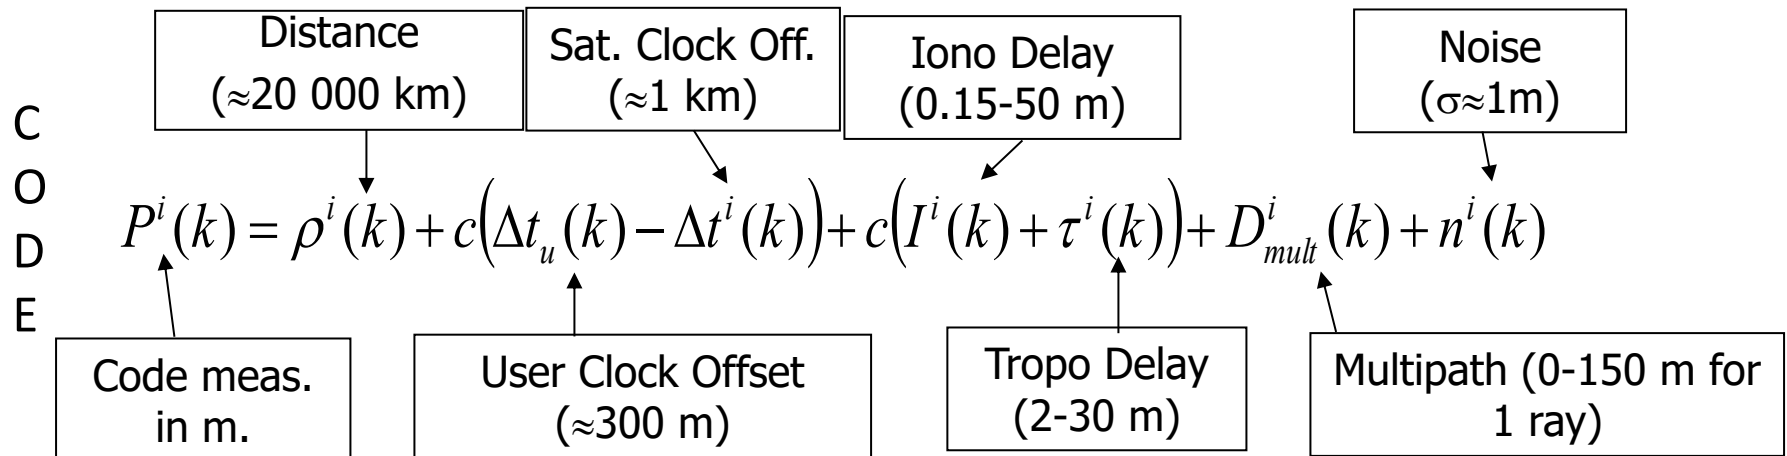 Distance
(≈20 000 km)
Sat. Clock Off.
(≈1 km)
Iono Delay
(0.15-50 m)
Noise
(σ≈1m)
C
O
D
E
P^i(k) = ρ^i(k) + c(Δt_u(k) − Δt^i(k)) + c(I^i(k) + τ^i(k)) + D^i_mult(k) + n^i(k)
Code meas.
in m.
User Clock Offset
(≈300 m)
Tropo Delay
(2-30 m)
Multipath (0-150 m for
1 ray)